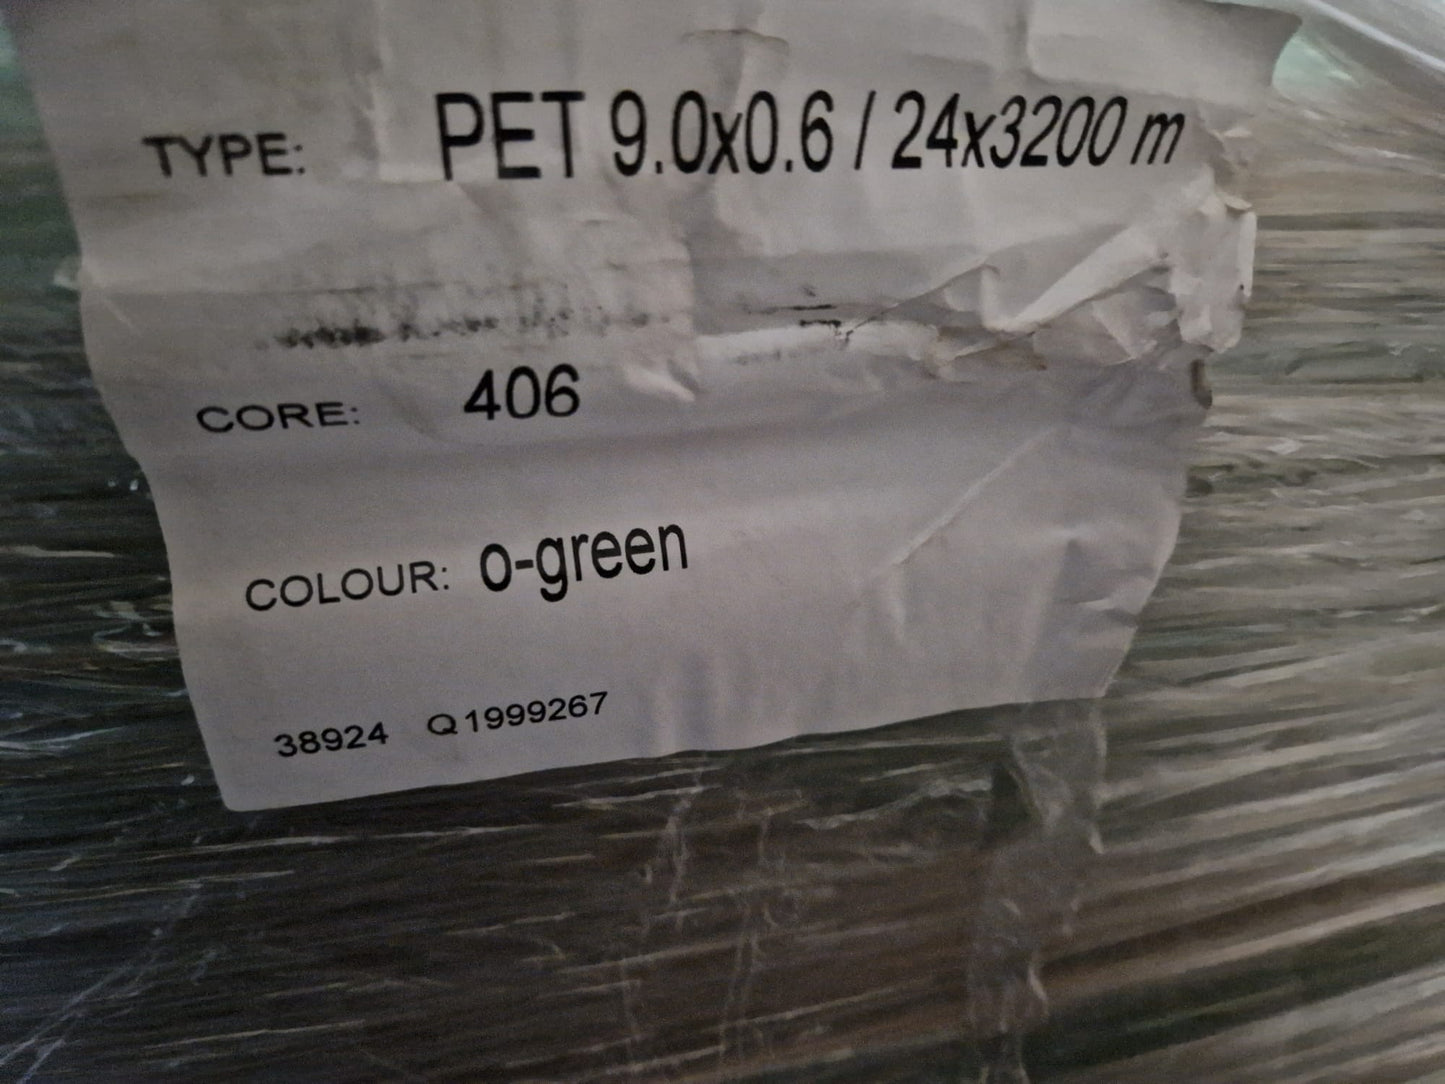 TYPE: PET 9.0x0.6 / 24x3200 m
CORE: 406
COLOUR: o-green
38924 Q1999267